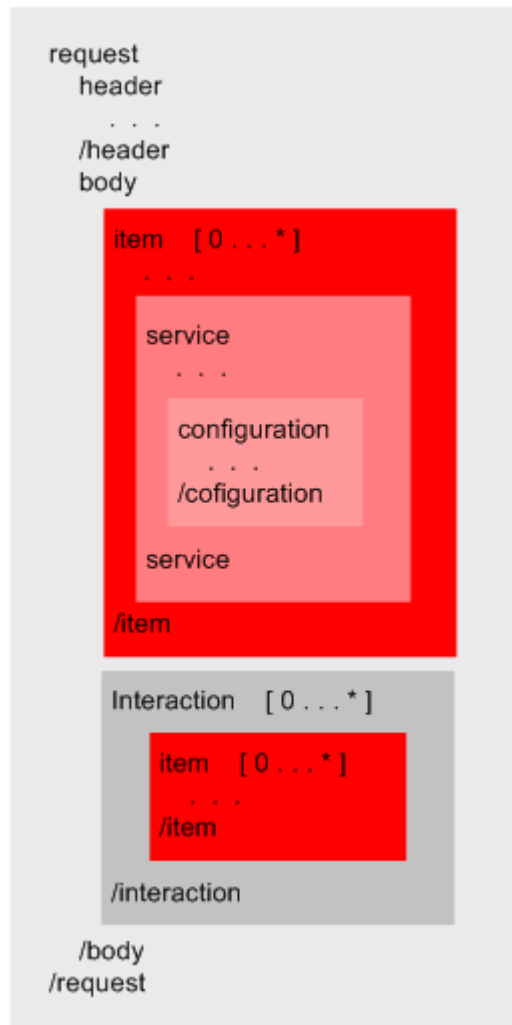 request
header
. . .
/header
body
item [ 0 . . . * ]
. . .
service
. . .
configuration
. . .
/cofiguration
service
/item
Interaction [ 0 . . . * ]
item [ 0 . . . * ]
. . .
/item
/interaction
/body
/request